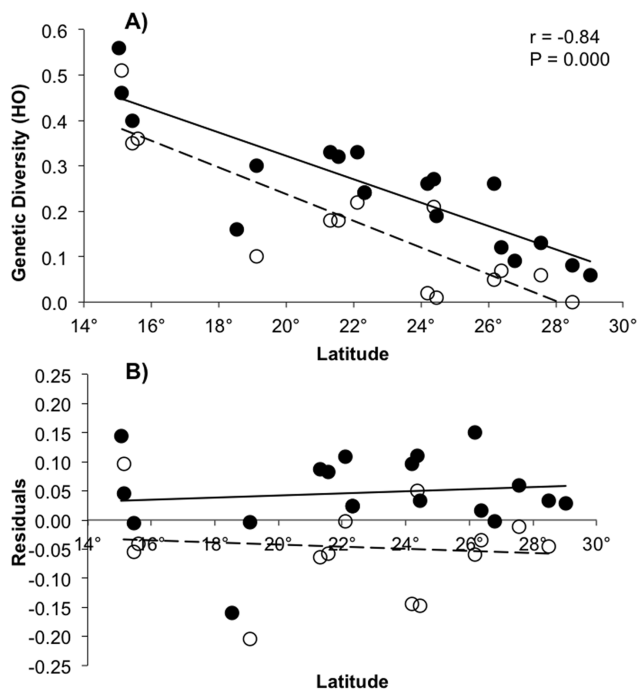 A)
r = -0.84
P = 0.000
Genetic Diversity (HO)
0.6
0.5
0.4
0.3
0.2
0.1
0.0
14° 16° 18° 20° 22° 24° 26° 28° 30°
Latitude
B)
Residuals
0.25
0.20
0.15
0.10
0.05
0.00
14° 16° 18° 20° 22° 24° 26° 28° 30°
-0.05
-0.10
-0.15
-0.20
-0.25
Latitude